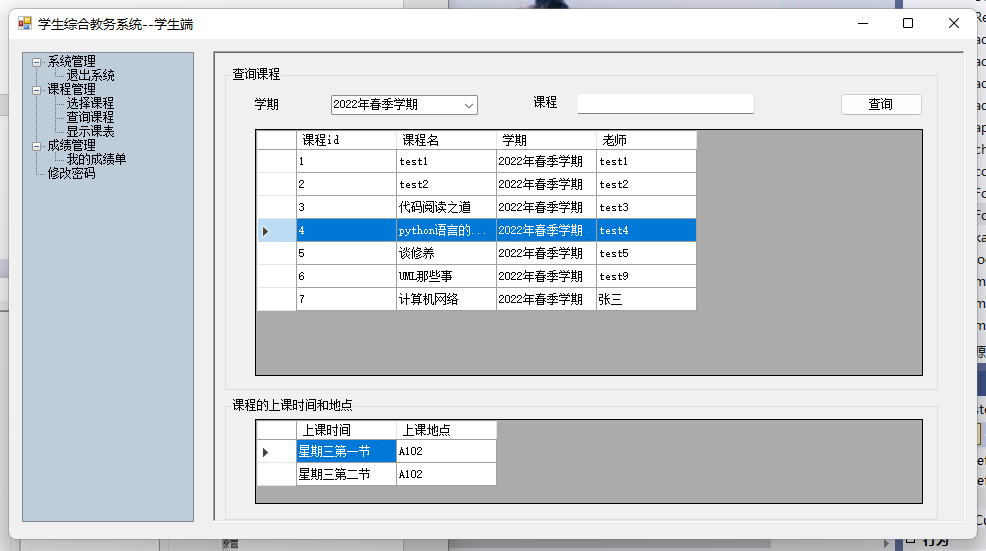 学生综合教务系统--学生端
系统管理
退出系统
课程管理
选择课程
查询课程
显示课表
成绩管理
我的成绩单
修改密码
查询课程
学期 2022年春季学期 课程 查询
课程id 课程名 学期 老师
1 test1 2022年春季学期 test1
2 test2 2022年春季学期 test2
3 代码阅读之道 2022年春季学期 test3
4 python语言的... 2022年春季学期 test4
5 谈修养 2022年春季学期 test5
6 UML那些事 2022年春季学期 test9
7 计算机网络 2022年春季学期 张三
课程的上课时间和地点
上课时间 上课地点
星期三第一节 A102
星期三第二节 A102
行为